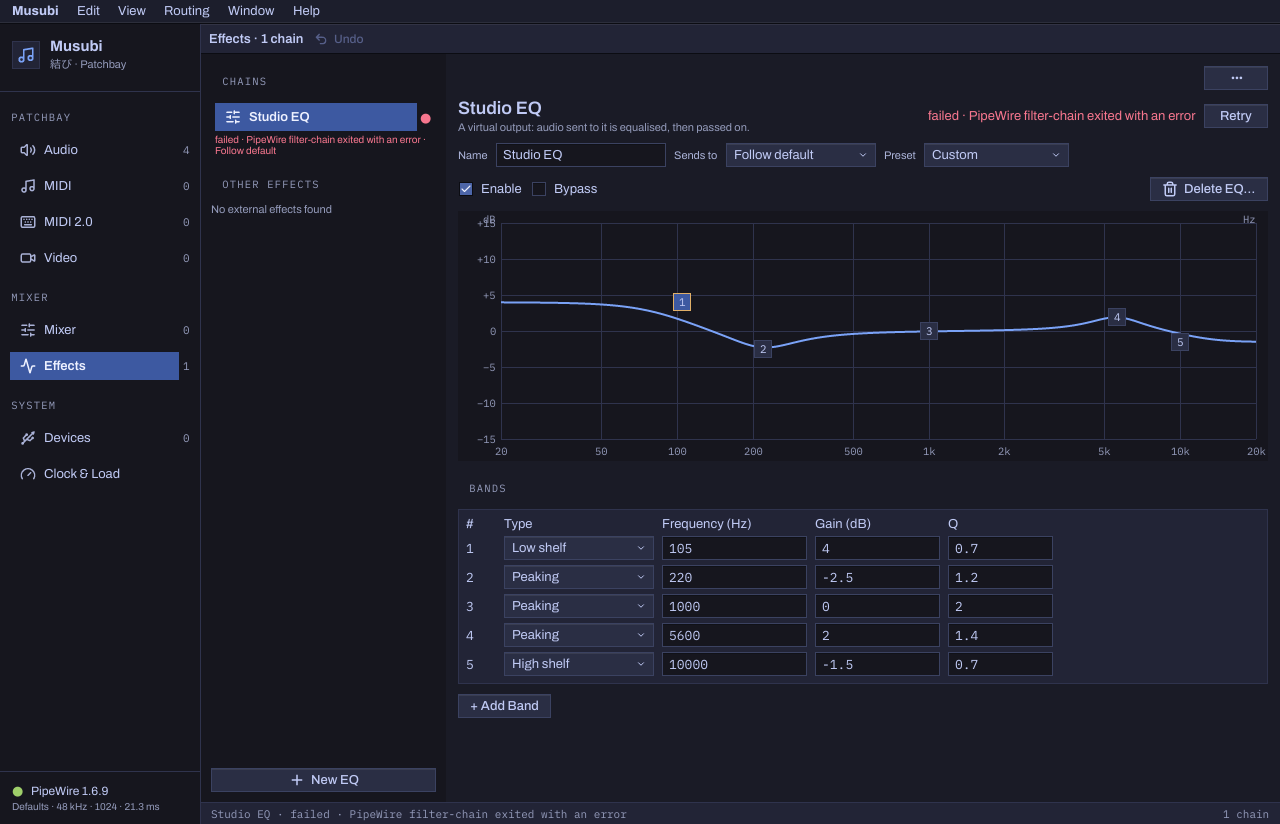 Musubi Edit View Routing Window Help
Musubi
結び · Patchbay
Effects · 1 chain Undo
PATCHBAY
Audio 4
MIDI 0
MIDI 2.0 0
Video 0
MIXER
Mixer 0
Effects 1
SYSTEM
Devices 0
Clock & Load
PipeWire 1.6.9
Defaults · 48 kHz · 1024 · 21.3 ms
CHAINS
Studio EQ
failed · PipeWire filter-chain exited with an error ·
Follow default
OTHER EFFECTS
No external effects found
New EQ
···
Studio EQ
A virtual output: audio sent to it is equalised, then passed on.
failed · PipeWire filter-chain exited with an error Retry
Name Studio EQ Sends to Follow default Preset Custom
Enable Bypass Delete EQ...
dB Hz
+15
+10
+5
0
−5
−10
−15
1
2
3
4
5
20 50 100 200 500 1k 2k 5k 10k 20k
BANDS
# Type Frequency (Hz) Gain (dB) Q
1 Low shelf 105 4 0.7
2 Peaking 220 -2.5 1.2
3 Peaking 1000 0 2
4 Peaking 5600 2 1.4
5 High shelf 10000 -1.5 0.7
+ Add Band
Studio EQ · failed · PipeWire filter-chain exited with an error 1 chain